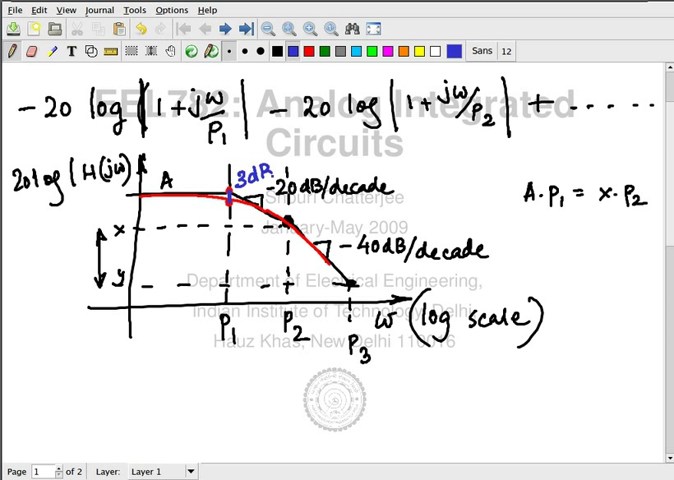 File Edit View Journal Tools Options Help
Sans 12
− 20 log |1 + jω/P₁| − 20 log |1 + jω/P₂| + ......
EEL782: Analog Integrated
Circuits
20 log |H(jω)|
A
3dB
−20dB/decade
A·P₁ = x·P₂
Shouri Chatterjee
January-May 2009
x
−40dB/decade
y
Department of Electrical Engineering,
Indian Institute of Technology Delhi,
Hauz Khas, New Delhi 110016
P₁
P₂
P₃
ω (log scale)
Page 1 of 2 Layer: Layer 1